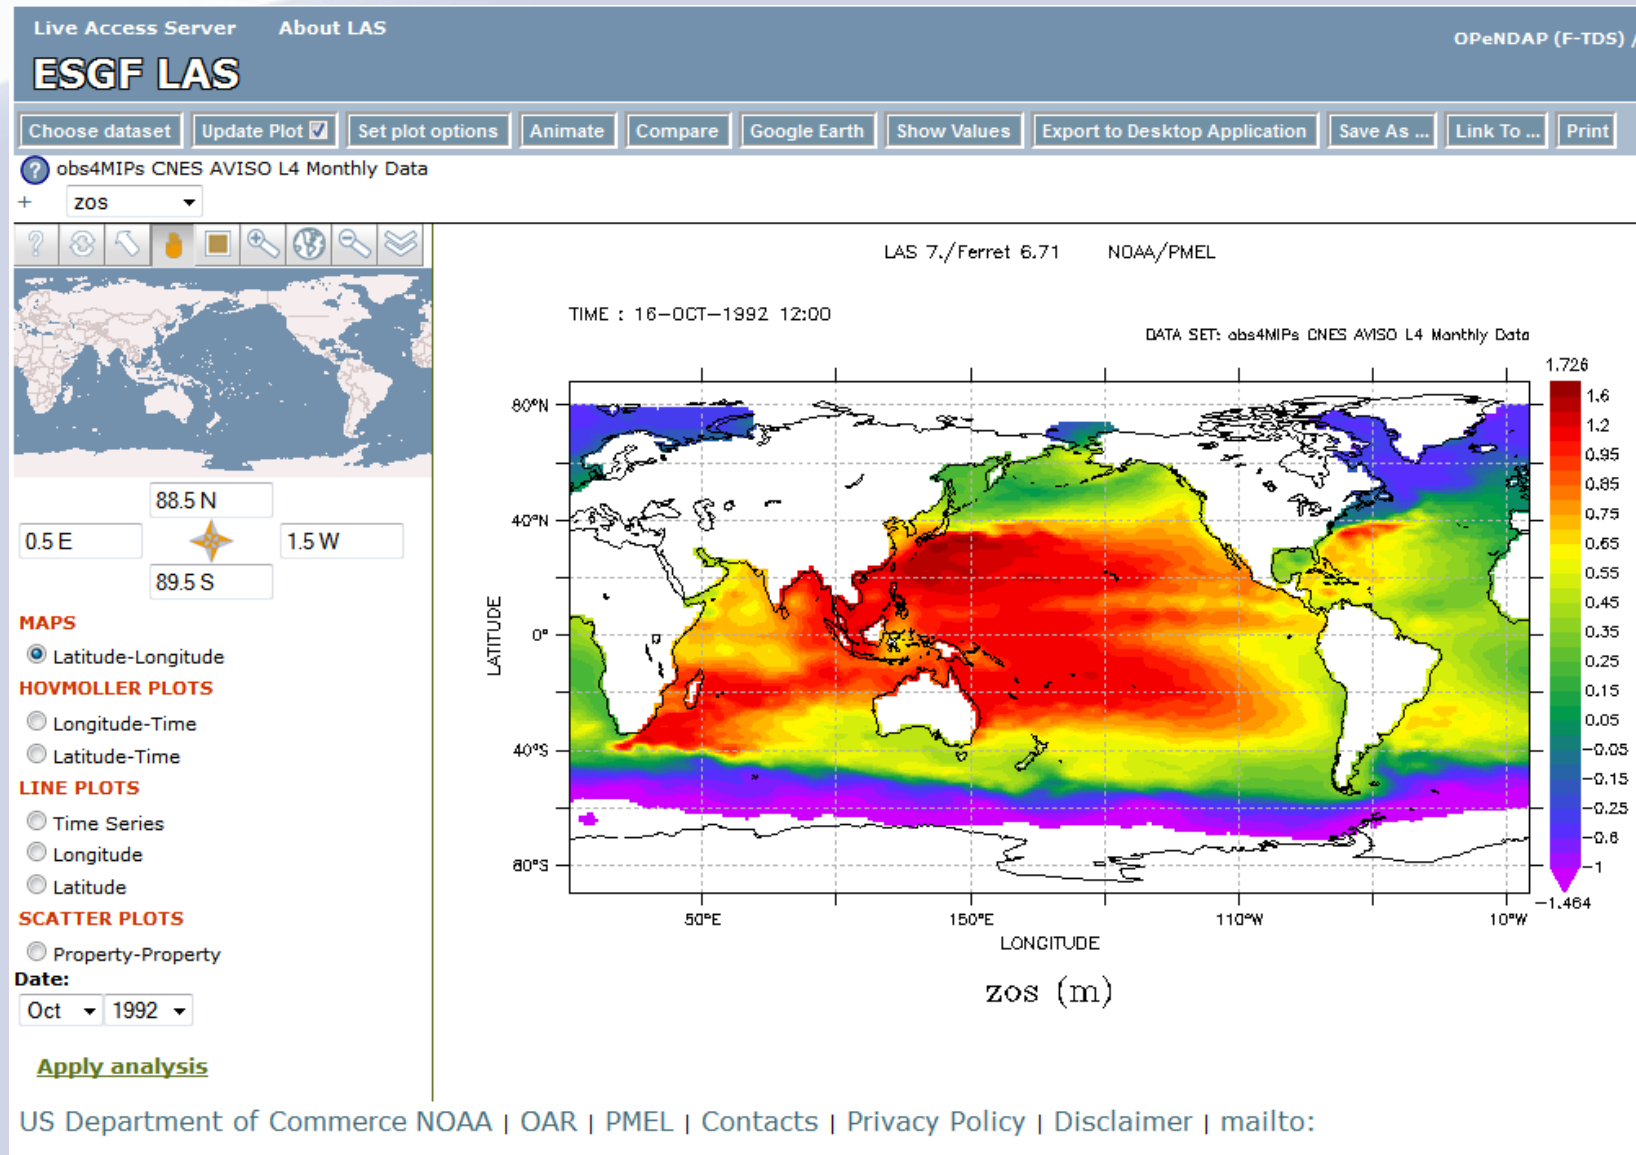 Live Access Server About LAS
OPeNDAP (F-TDS) /
ESGF LAS
Choose dataset Update Plot Set plot options Animate Compare Google Earth Show Values Export to Desktop Application Save As ... Link To ... Print
? obs4MIPs CNES AVISO L4 Monthly Data
+ zos
LAS 7./Ferret 6.71 NOAA/PMEL
TIME : 16-OCT-1992 12:00
DATA SET: obs4MIPs CNES AVISO L4 Monthly Data
88.5 N
0.5 E 1.5 W
89.5 S
MAPS
Latitude-Longitude
HOVMOLLER PLOTS
Longitude-Time
Latitude-Time
LINE PLOTS
Time Series
Longitude
Latitude
SCATTER PLOTS
Property-Property
Date:
Oct 1992
Apply analysis
LATITUDE
80°N
40°N
0°
40°S
80°S
50°E 150°E 110°W 10°W
LONGITUDE
zos (m)
1.726
1.6
1.2
0.95
0.85
0.75
0.65
0.55
0.45
0.35
0.25
0.15
0.05
-0.05
-0.15
-0.25
-0.6
-1
-1.464
US Department of Commerce NOAA | OAR | PMEL | Contacts | Privacy Policy | Disclaimer | mailto: